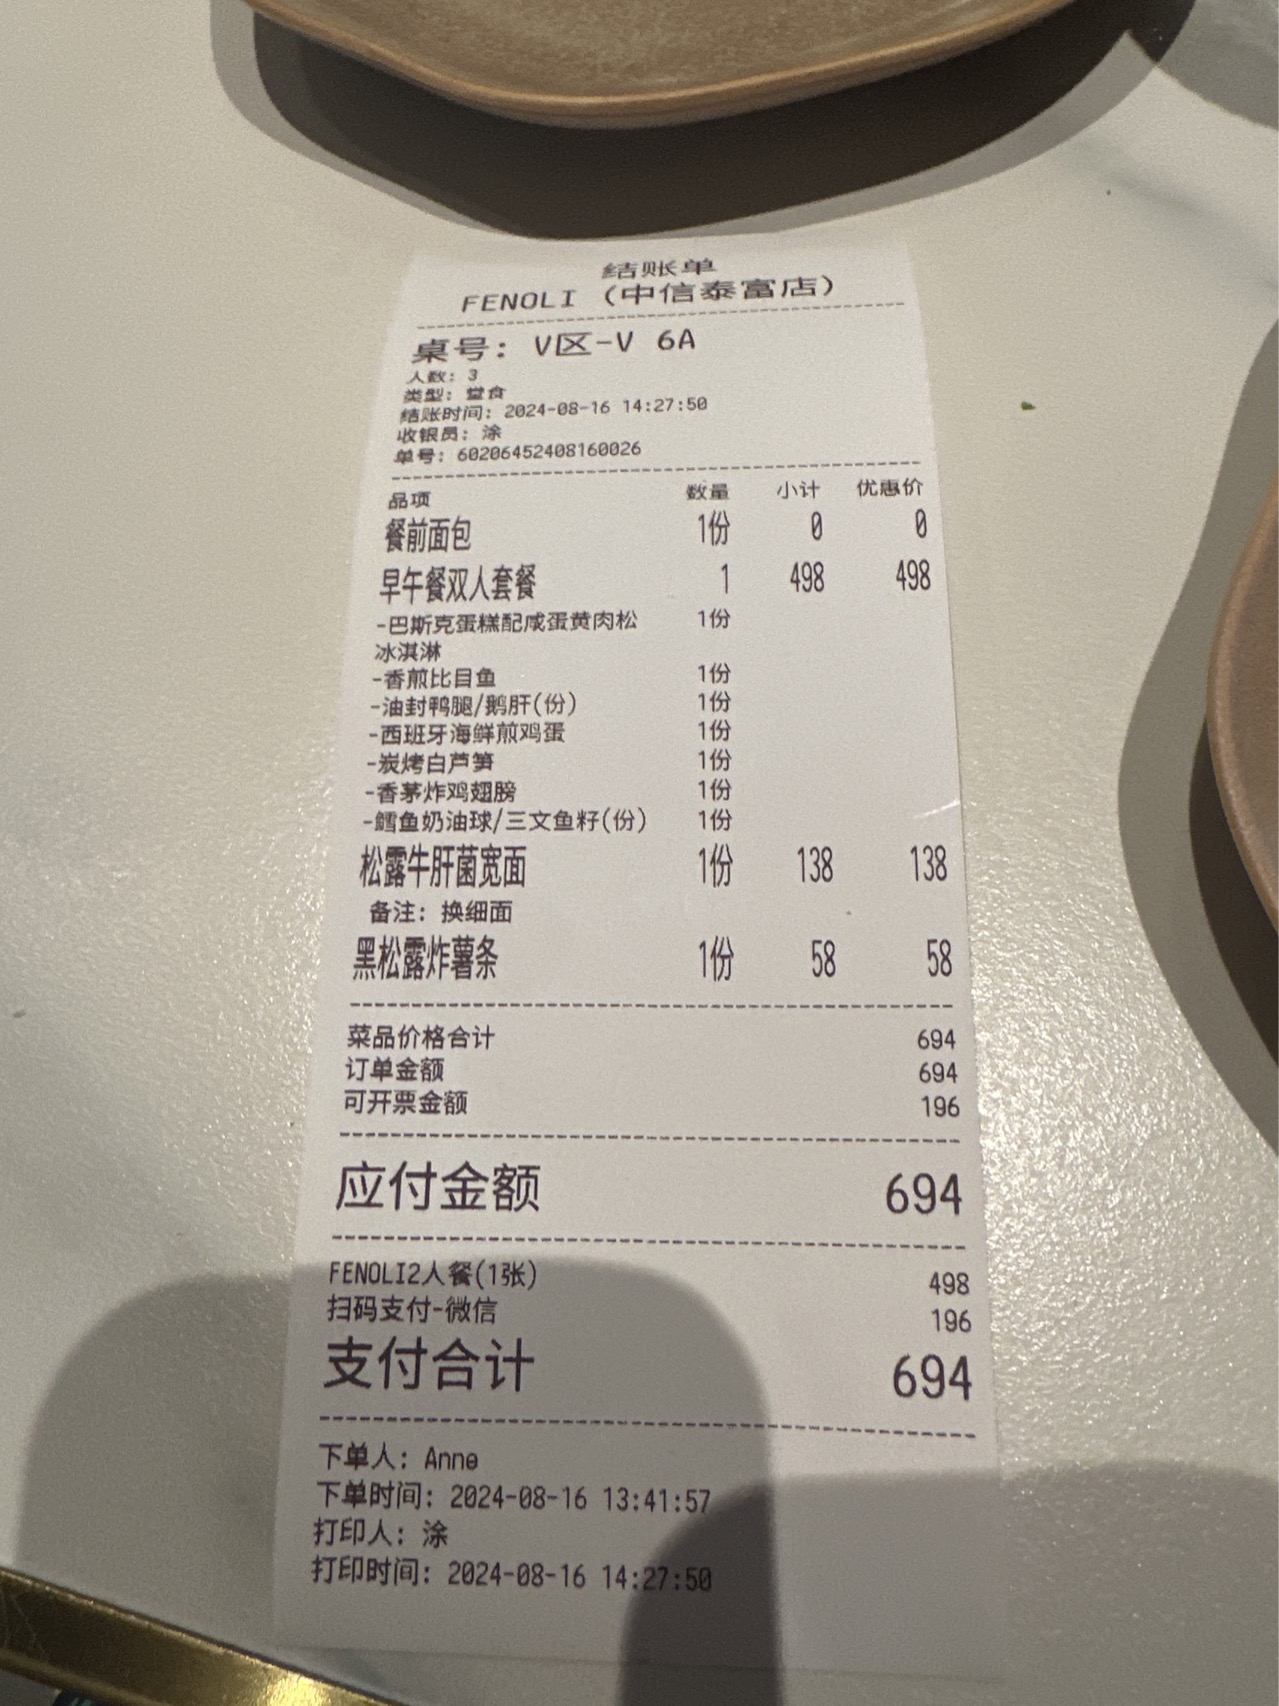 结账单
FENOLI (中信泰富店)
桌号: V区-V 6A
人数: 3
类型: 堂食
结账时间: 2024-08-16 14:27:50
收银员: 涂
单号: 60206452408160026
品项 数量 小计 优惠价
餐前面包 1份 0 0
早午餐双人套餐 1 498 498
-巴斯克蛋糕配咸蛋黄肉松 1份
冰淇淋
-香煎比目鱼 1份
-油封鸭腿/鹅肝(份) 1份
-西班牙海鲜煎鸡蛋 1份
-炭烤白芦笋 1份
-香茅炸鸡翅膀 1份
-鳕鱼奶油球/三文鱼籽(份) 1份
松露牛肝菌宽面 1份 138 138
备注: 换细面
黑松露炸薯条 1份 58 58
菜品价格合计 694
订单金额 694
可开票金额 196
应付金额 694
FENOLI2人餐(1张) 498
扫码支付-微信 196
支付合计 694
下单人: Anne
下单时间: 2024-08-16 13:41:57
打印人: 涂
打印时间: 2024-08-16 14:27:50